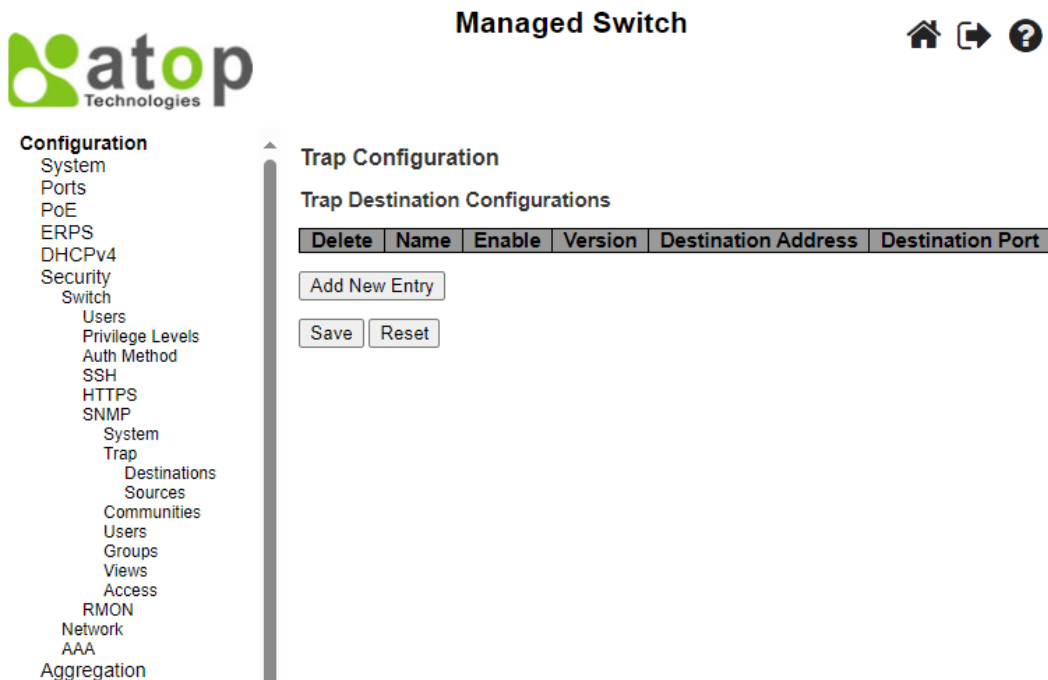 Managed Switch
atop
Technologies
Configuration
System
Ports
PoE
ERPS
DHCPv4
Security
Switch
Users
Privilege Levels
Auth Method
SSH
HTTPS
SNMP
System
Trap
Destinations
Sources
Communities
Users
Groups
Views
Access
RMON
Network
AAA
Aggregation
Trap Configuration
Trap Destination Configurations
Delete Name Enable Version Destination Address Destination Port
Add New Entry
Save Reset